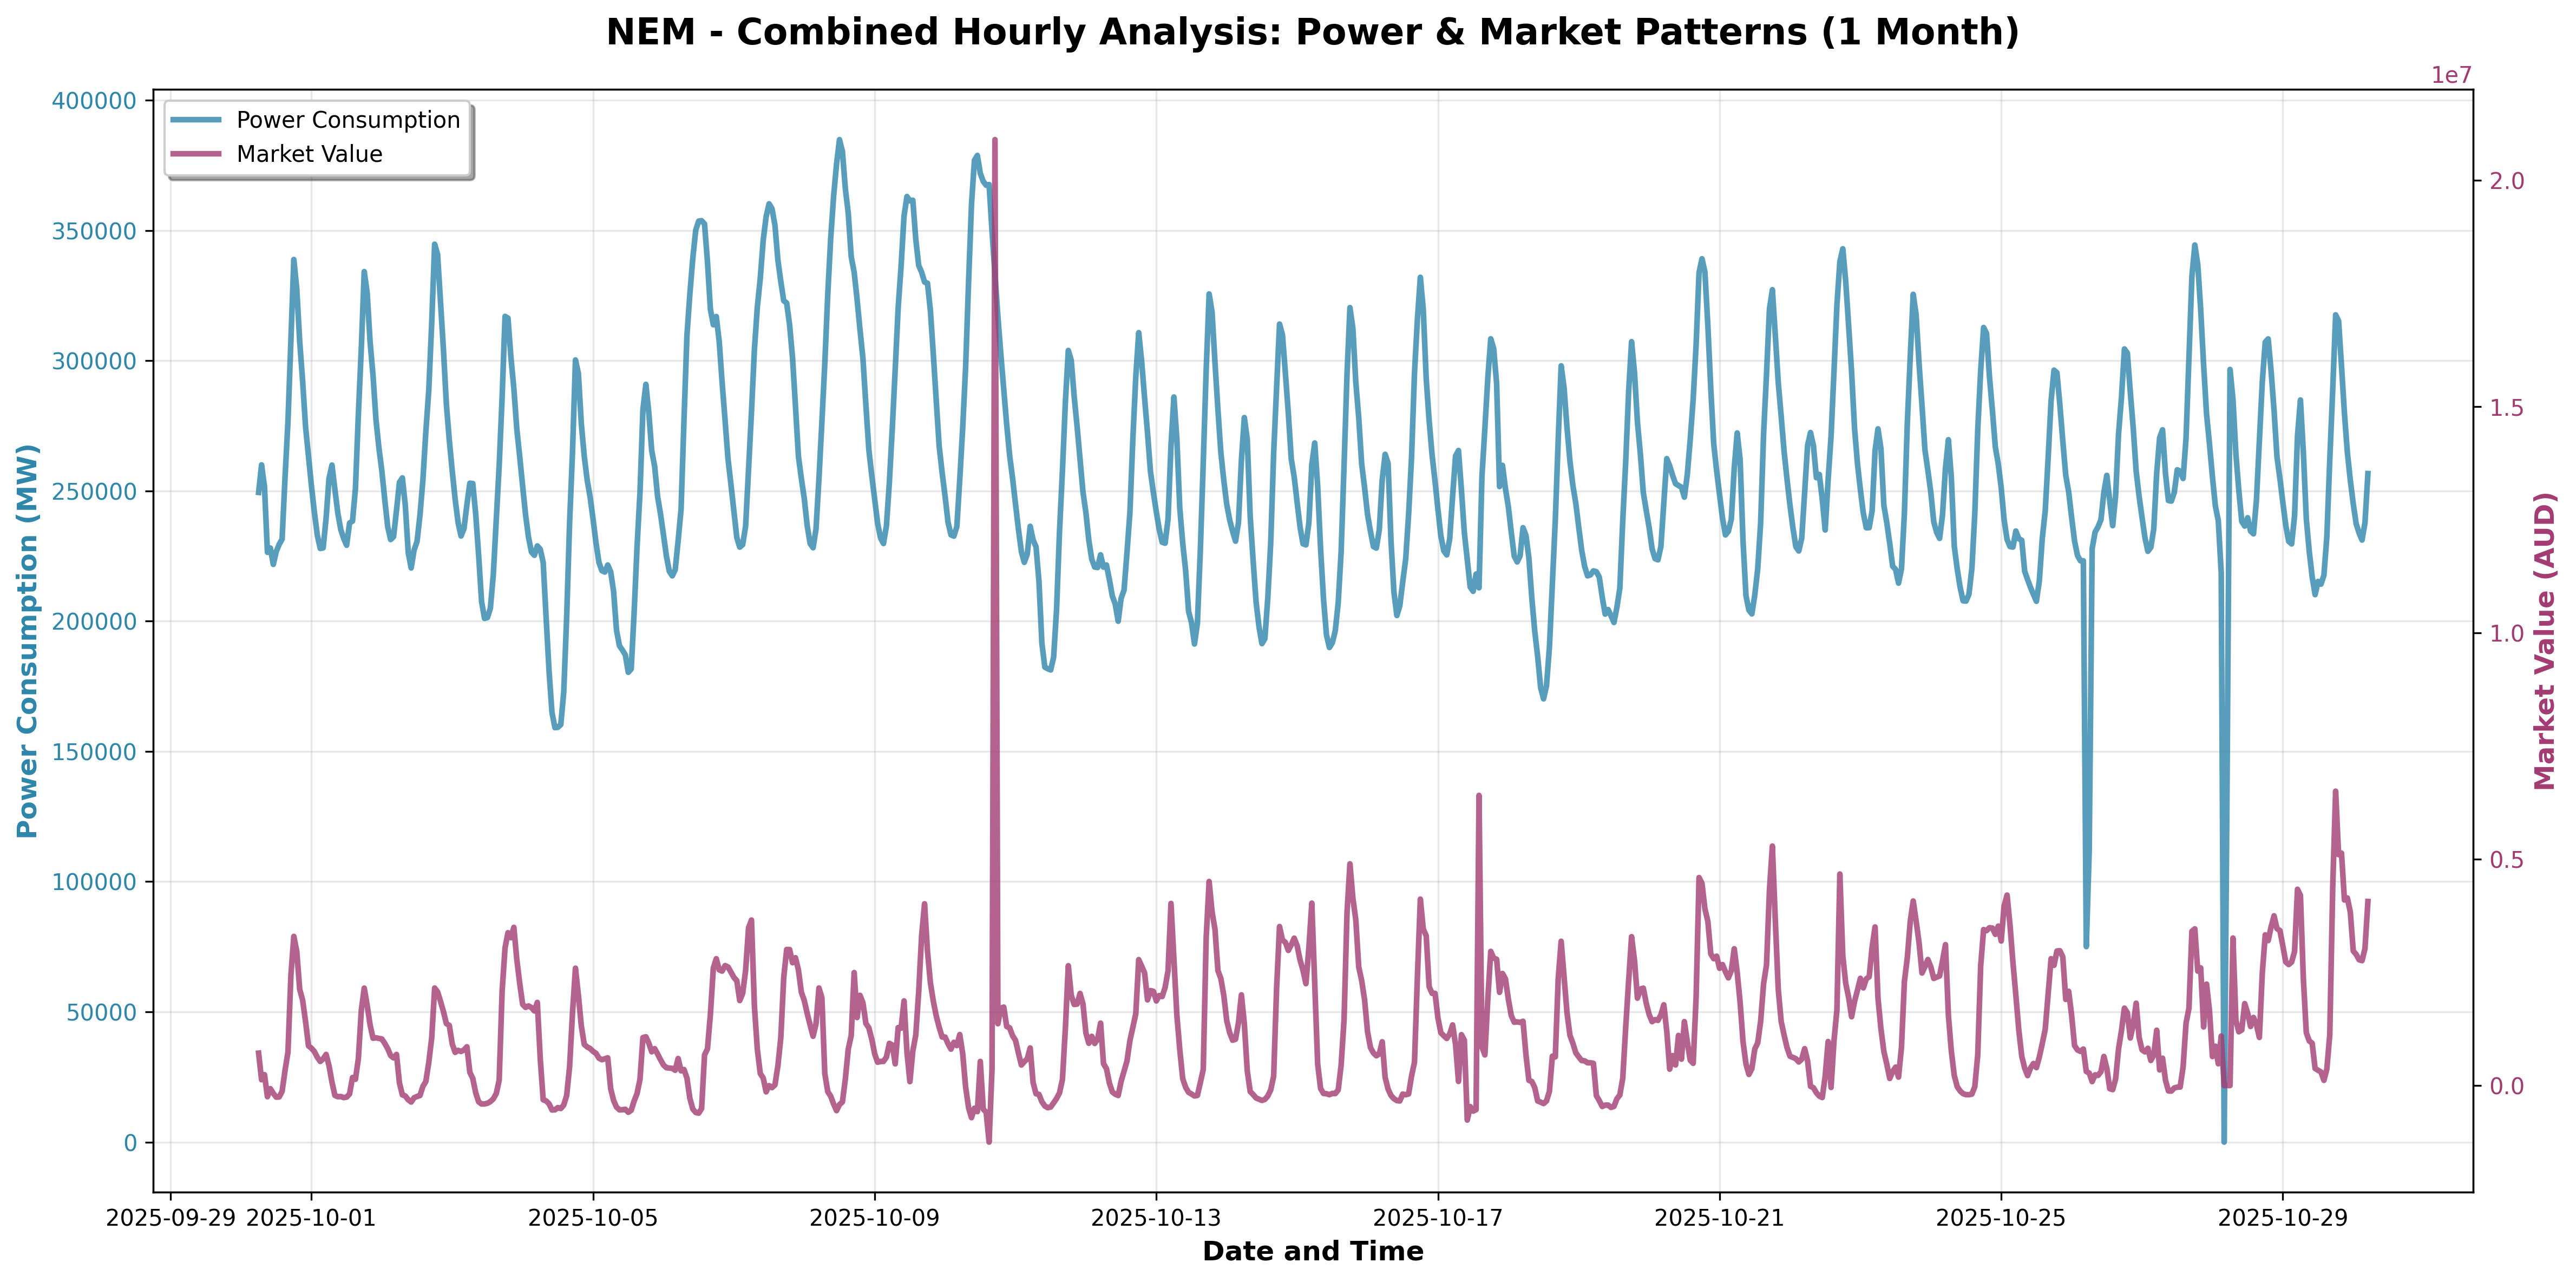 NEM - Combined Hourly Analysis: Power & Market Patterns (1 Month)
1e7
Power Consumption
Market Value
400000
350000
300000
250000
200000
150000
100000
50000
0
Power Consumption (MW)
2.0
1.5
1.0
0.5
0.0
Market Value (AUD)
2025-09-29 2025-10-01 2025-10-05 2025-10-09 2025-10-13 2025-10-17 2025-10-21 2025-10-25 2025-10-29
Date and Time